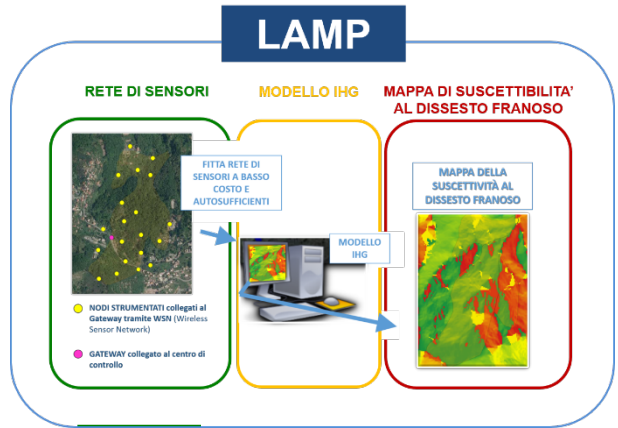 LAMP
RETE DI SENSORI
MODELLO IHG
MAPPA DI SUSCETTIBILITA’
AL DISSESTO FRANOSO
FITTA RETE DI
SENSORI A BASSO
COSTO E
AUTOSUFFICIENTI
MODELLO
IHG
MAPPA DELLA
SUSCETTIVITÀ AL
DISSESTO FRANOSO
NODI STRUMENTATI collegati al
Gateway tramite WSN (Wireless
Sensor Network)
GATEWAY collegato al centro di
controllo